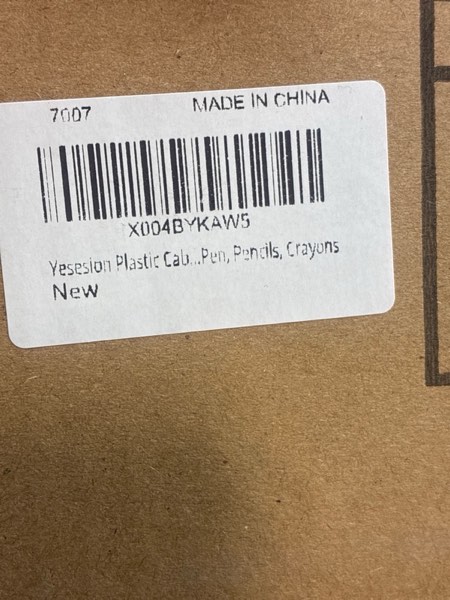 7007 MADE IN CHINA
X004BYKAW5
Yesesion Plastic Cab...Pen, Pencils, Crayons
New